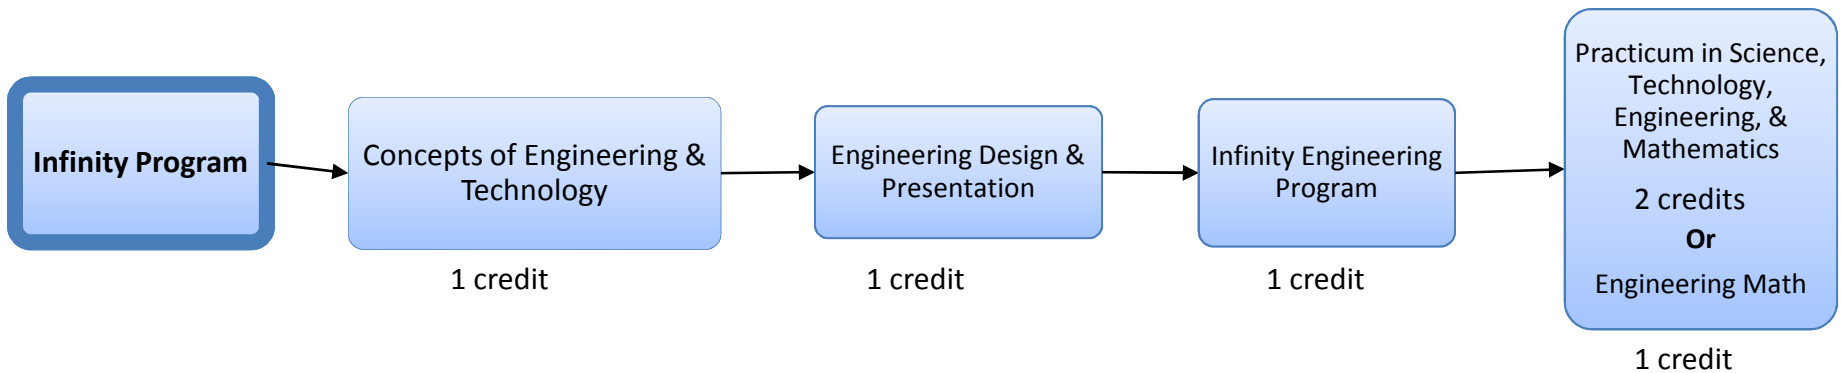 Infinity Program
Concepts of Engineering &
Technology
1 credit
Engineering Design &
Presentation
1 credit
Infinity Engineering
Program
1 credit
Practicum in Science,
Technology,
Engineering, &
Mathematics
2 credits
Or
Engineering Math
1 credit